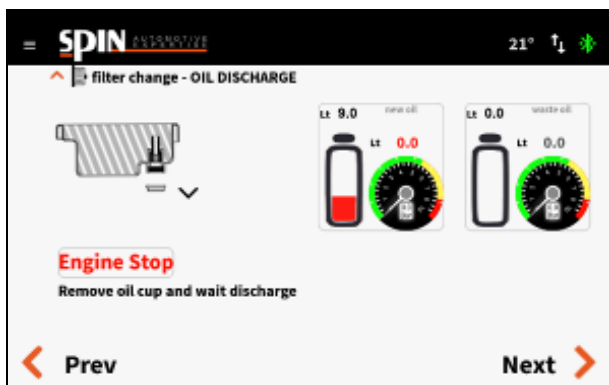 SPIN AUTOMOTIVE
EXPERTISE
21°
filter change - OIL DISCHARGE
Lt 9.0 new oil
Lt 0.0
Lt 0.0 waste oil
Lt 0.0
Engine Stop
Remove oil cup and wait discharge
Prev
Next